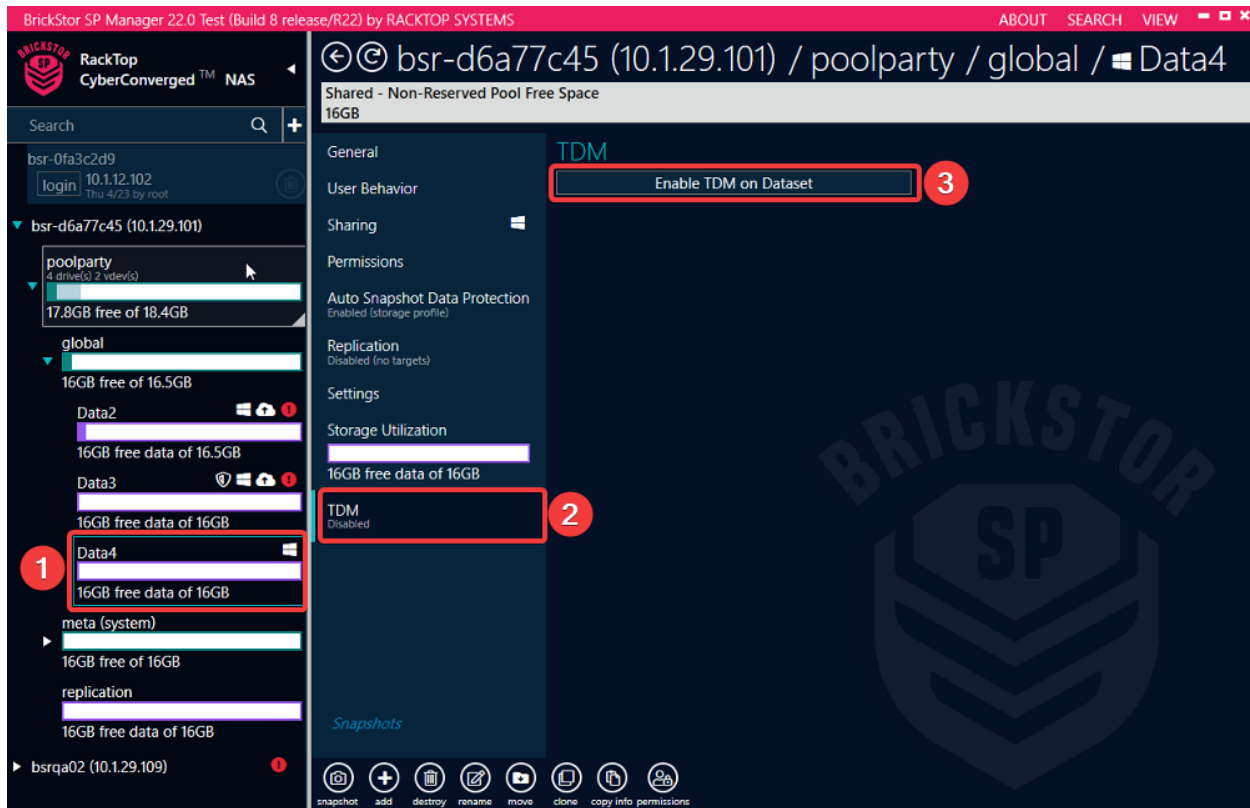 BrickStor SP Manager 22.0 Test (Build 8 release/R22) by RACKTOP SYSTEMS
ABOUT SEARCH VIEW
BRICKSTOR
SP
RackTop
CyberConverged TM NAS
bsr-d6a77c45 (10.1.29.101) / poolparty / global / Data4
Shared - Non-Reserved Pool Free Space
16GB
Search
bsr-0fa3c2d9
login 10.1.12.102
Thu 4/23 by root
bsr-d6a77c45 (10.1.29.101)
poolparty
4 drive(s) 2 vdev(s)
17.8GB free of 18.4GB
global
16GB free of 16.5GB
Data2
16GB free data of 16.5GB
Data3
16GB free data of 16GB
1
Data4
16GB free data of 16GB
meta (system)
16GB free of 16GB
replication
16GB free data of 16GB
bsrqa02 (10.1.29.109)
General
User Behavior
Sharing
Permissions
Auto Snapshot Data Protection
Enabled (storage profile)
Replication
Disabled (no targets)
Settings
Storage Utilization
16GB free data of 16GB
TDM
Disabled
2
Snapshots
TDM
Enable TDM on Dataset
3
BRICKSTOR
SP
snapshot add destroy rename move clone copy info permissions